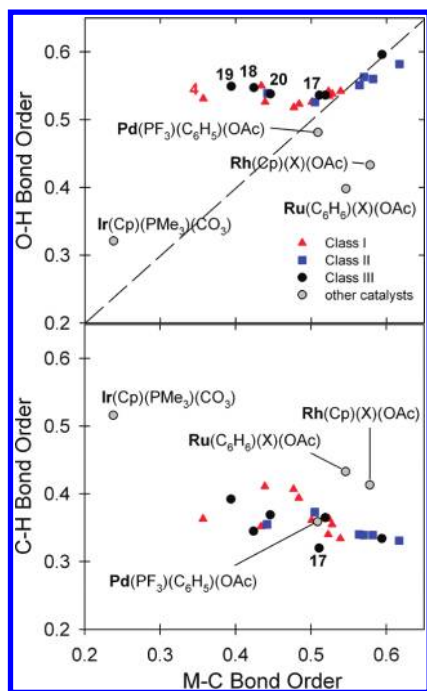 0.6
0.5
0.4
0.3
0.2
O-H Bond Order
4
19
18
20
17
Pd(PF₃)(C₆H₅)(OAc)
Rh(Cp)(X)(OAc)
Ru(C₆H₆)(X)(OAc)
Ir(Cp)(PMe₃)(CO₃)
Class I
Class II
Class III
other catalysts
0.6
0.5
0.4
0.3
0.2
C-H Bond Order
Ir(Cp)(PMe₃)(CO₃)
Rh(Cp)(X)(OAc)
Ru(C₆H₆)(X)(OAc)
17
Pd(PF₃)(C₆H₅)(OAc)
0.2 0.3 0.4 0.5 0.6
M-C Bond Order